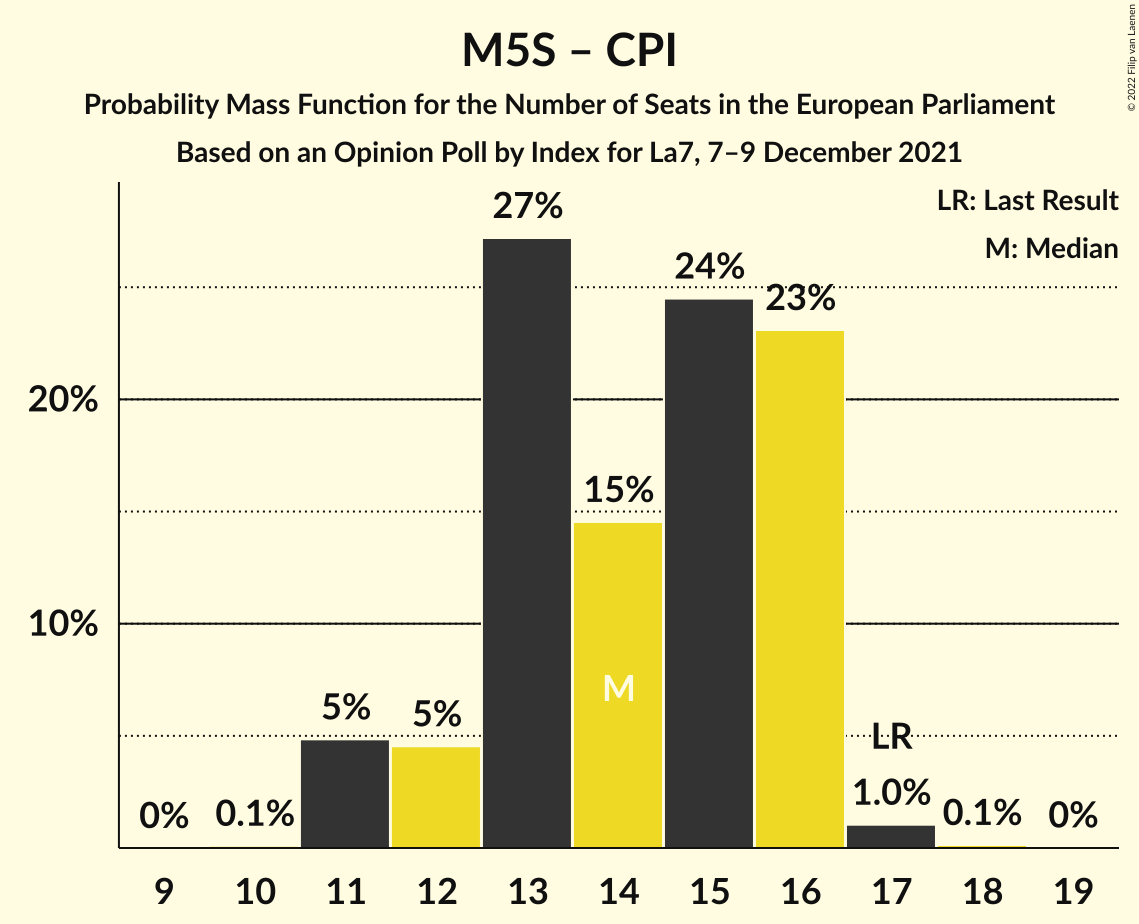 M5S – CPI
Probability Mass Function for the Number of Seats in the European Parliament
Based on an Opinion Poll by Index for La7, 7–9 December 2021
© 2022 Filip van Laenen
LR: Last Result
M: Median
27%
24%
23%
20%
15%
10%
M
5%
5%
LR
0%
0.1%
1.0%
0.1%
0%
9 10 11 12 13 14 15 16 17 18 19